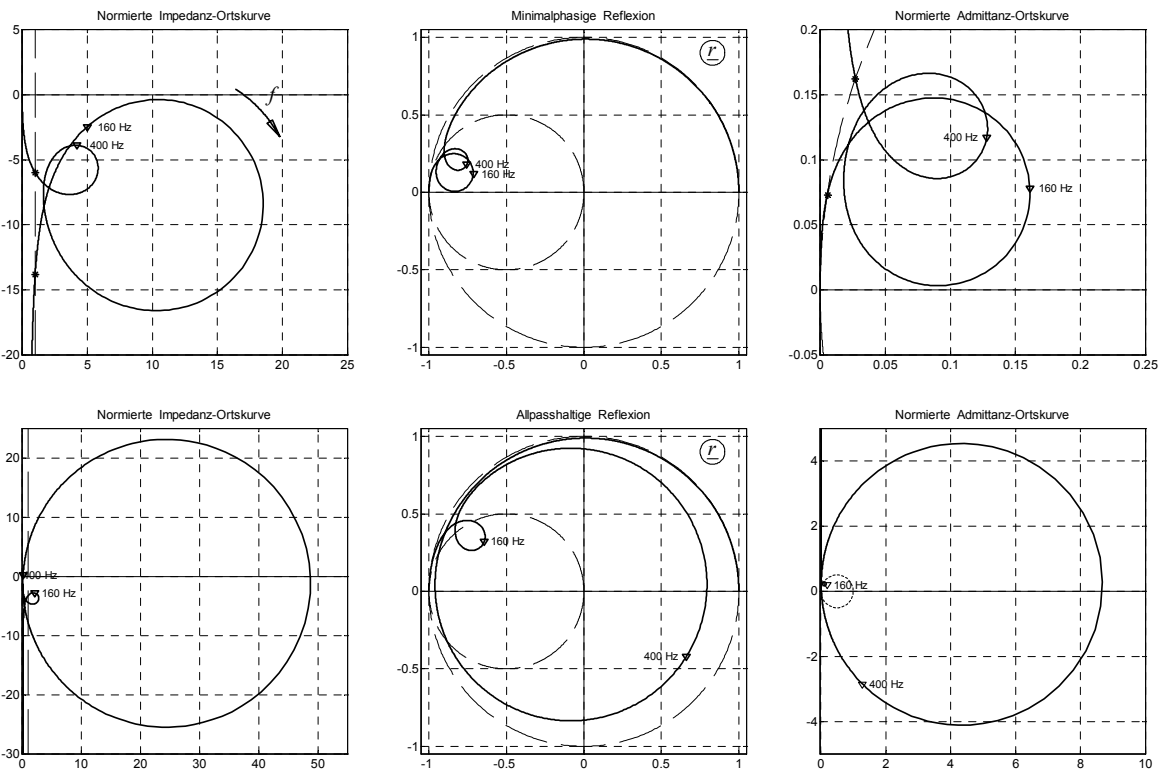 Normierte Impedanz-Ortskurve
5
0
-5
-10
-15
-20
0 5 10 15 20 25
f
160 Hz
400 Hz
Minimalphasige Reflexion
1
0.5
0
-0.5
-1
-1 -0.5 0 0.5 1
r
400 Hz
160 Hz
Normierte Admittanz-Ortskurve
0.2
0.15
0.1
0.05
0
-0.05
0 0.05 0.1 0.15 0.2 0.25
400 Hz
160 Hz
Normierte Impedanz-Ortskurve
20
10
0
-10
-20
-30
0 10 20 30 40 50
400 Hz
160 Hz
Allpasshaltige Reflexion
1
0.5
0
-0.5
-1
-1 -0.5 0 0.5 1
r
160 Hz
400 Hz
Normierte Admittanz-Ortskurve
4
2
0
-2
-4
0 2 4 6 8 10
160 Hz
400 Hz